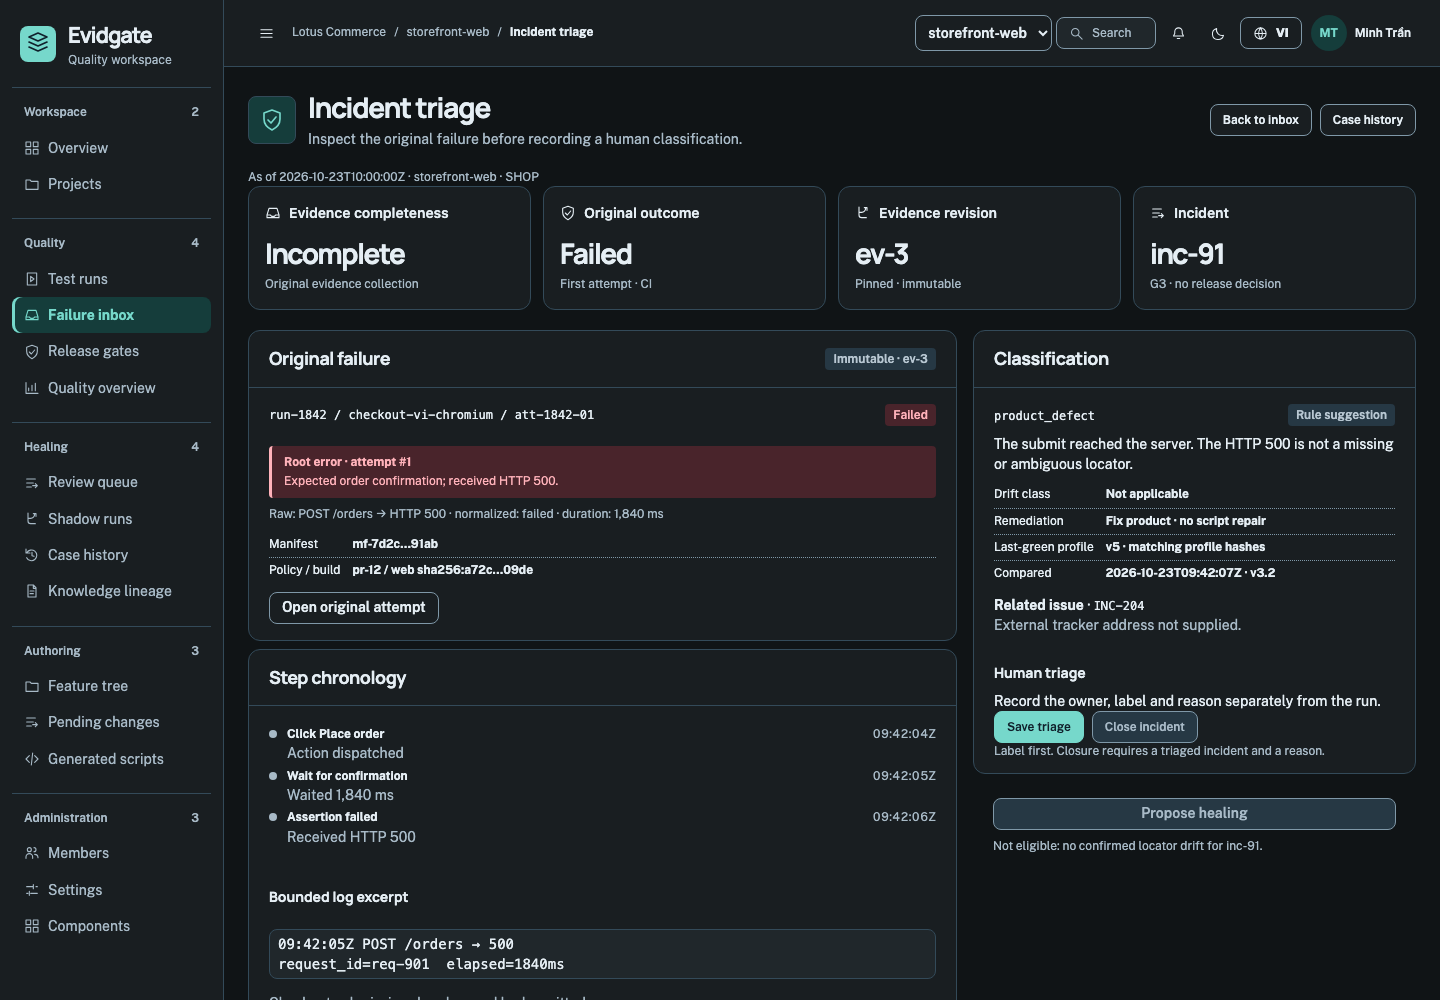 Evidgate
Quality workspace
Workspace 2
Overview
Projects
Quality 4
Test runs
Failure inbox
Release gates
Quality overview
Healing 4
Review queue
Shadow runs
Case history
Knowledge lineage
Authoring 3
Feature tree
Pending changes
Generated scripts
Administration 3
Members
Settings
Components
Lotus Commerce / storefront-web / Incident triage
storefront-web
Search
VI
MT
Minh Trần
Incident triage
Inspect the original failure before recording a human classification.
Back to inbox
Case history
As of 2026-10-23T10:00:00Z · storefront-web · SHOP
Evidence completeness
Incomplete
Original evidence collection
Original outcome
Failed
First attempt · CI
Evidence revision
ev-3
Pinned · immutable
Incident
inc-91
G3 · no release decision
Original failure
Immutable · ev-3
run-1842 / checkout-vi-chromium / att-1842-01
Failed
Root error · attempt #1
Expected order confirmation; received HTTP 500.
Raw: POST /orders → HTTP 500 · normalized: failed · duration: 1,840 ms
Manifest mf-7d2c…91ab
Policy / build pr-12 / web sha256:a72c…09de
Open original attempt
Step chronology
Click Place order 09:42:04Z
Action dispatched
Wait for confirmation 09:42:05Z
Waited 1,840 ms
Assertion failed 09:42:06Z
Received HTTP 500
Bounded log excerpt
09:42:05Z POST /orders → 500
request_id=req-901 elapsed=1840ms
Classification
product_defect
Rule suggestion
The submit reached the server. The HTTP 500 is not a missing
or ambiguous locator.
Drift class Not applicable
Remediation Fix product · no script repair
Last-green profile v5 · matching profile hashes
Compared 2026-10-23T09:42:07Z · v3.2
Related issue · INC-204
External tracker address not supplied.
Human triage
Record the owner, label and reason separately from the run.
Save triage
Close incident
Label first. Closure requires a triaged incident and a reason.
Propose healing
Not eligible: no confirmed locator drift for inc-91.